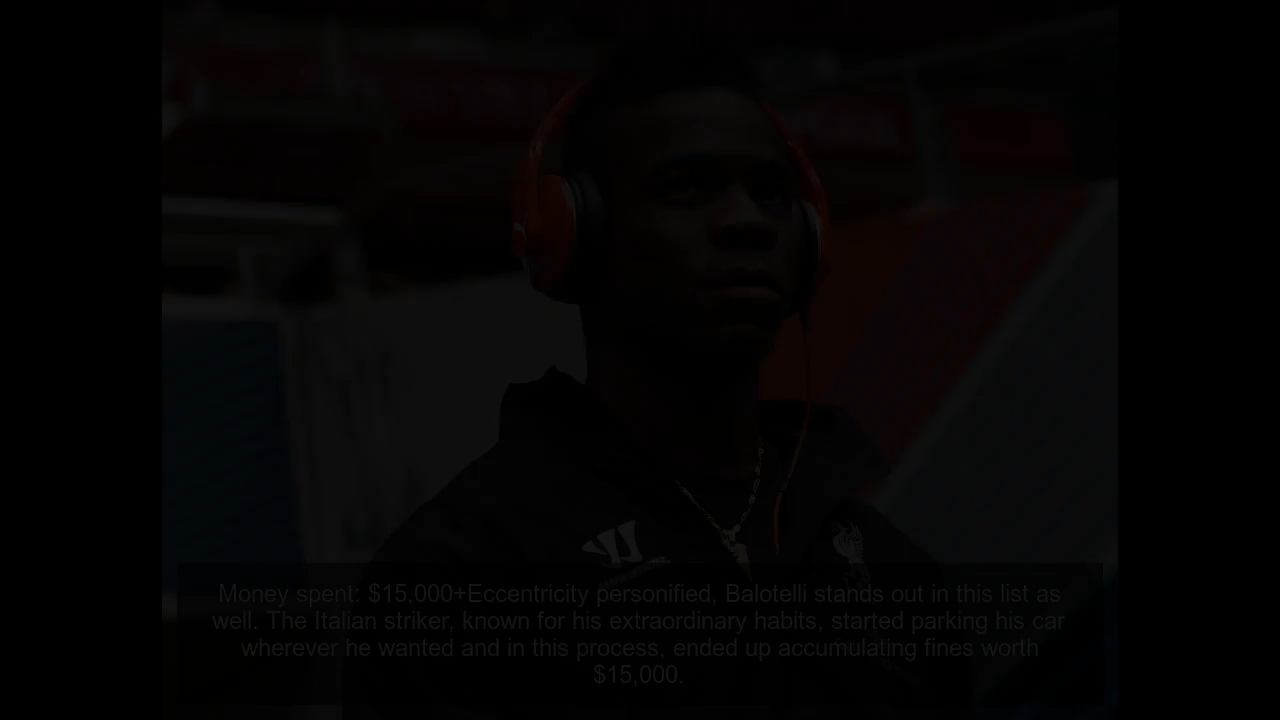 Money spent: $15,000+Eccentricity personified, Balotelli stands out in this list as
well. The Italian striker, known for his extraordinary habits, started parking his car
wherever he wanted and in this process, ended up accumulating fines worth
$15,000.